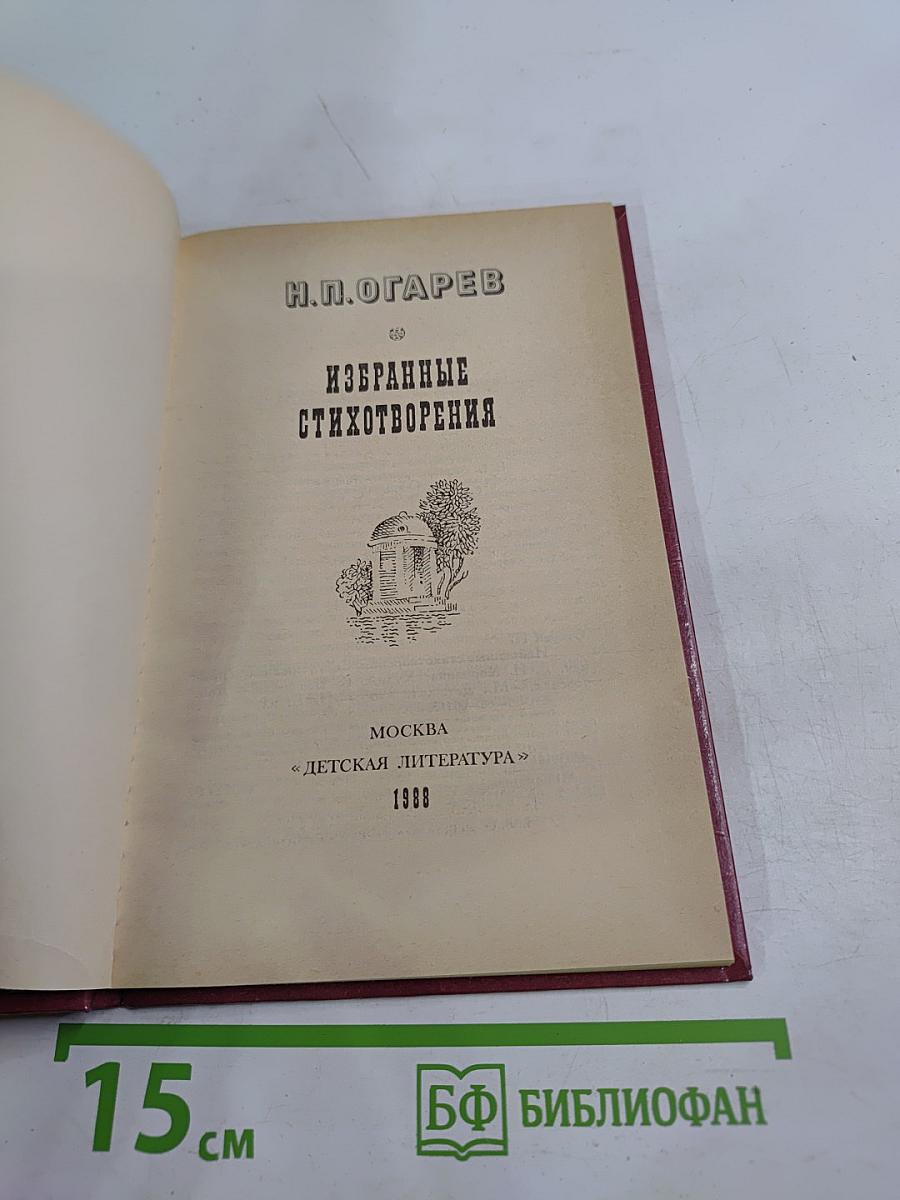 Н.П.ОГАРЕВ
ИЗБРАННЫЕ
СТИХОТВОРЕНИЯ
МОСКВА
«ДЕТСКАЯ ЛИТЕРАТУРА»
1988
15 см
БФ БИБЛИОФАН